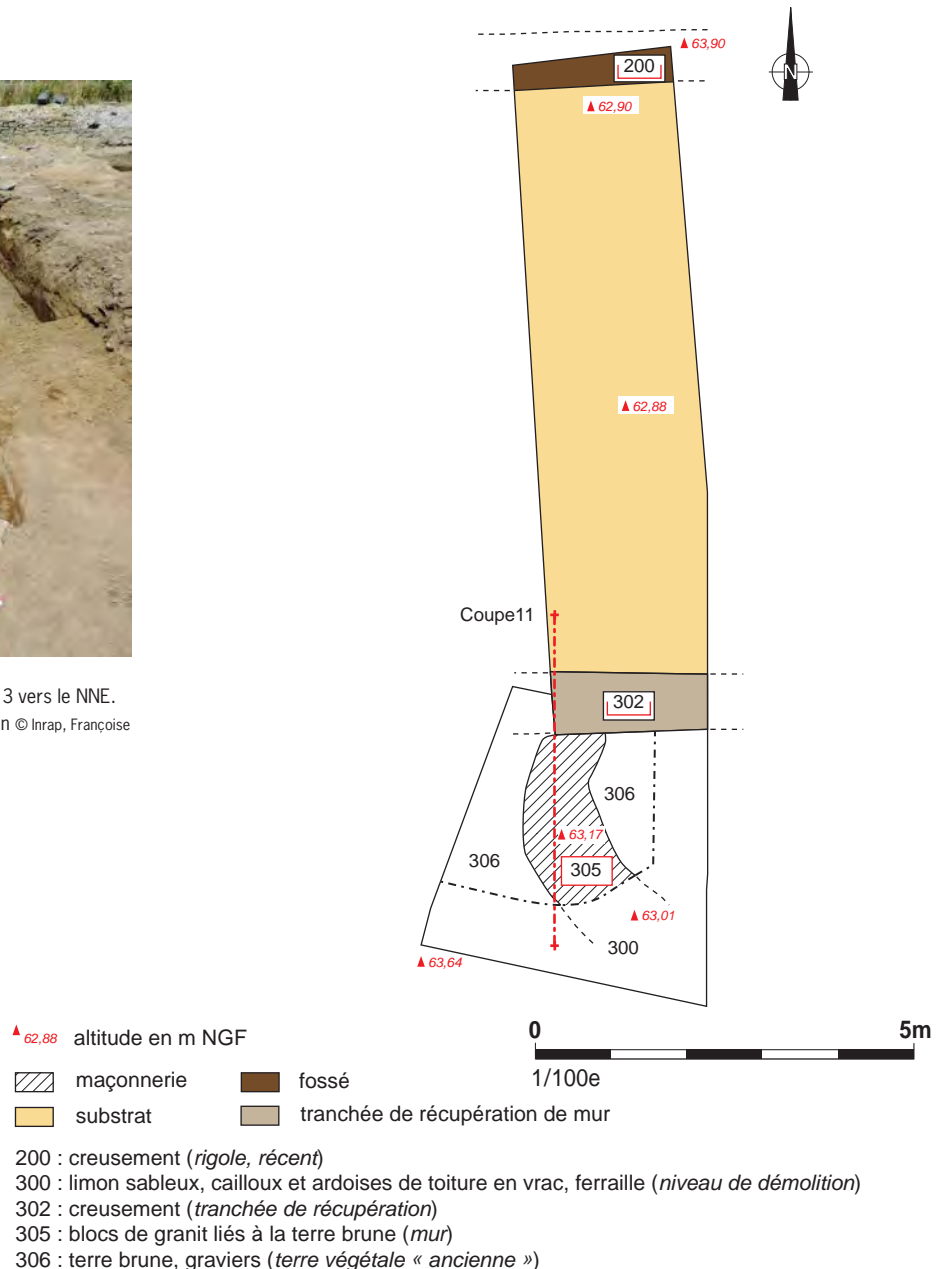 63,90
200
N
62,90
62,88
Coupe11
302
306
63,17
306
305
63,01
300
63,64
3 vers le NNE.
n © Inrap, Françoise
62,88 altitude en m NGF
0 5m
1/100e
maçonnerie
fossé
substrat
tranchée de récupération de mur
200 : creusement (rigole, récent)
300 : limon sableux, cailloux et ardoises de toiture en vrac, ferraille (niveau de démolition)
302 : creusement (tranchée de récupération)
305 : blocs de granit liés à la terre brune (mur)
306 : terre brune, graviers (terre végétale « ancienne »)